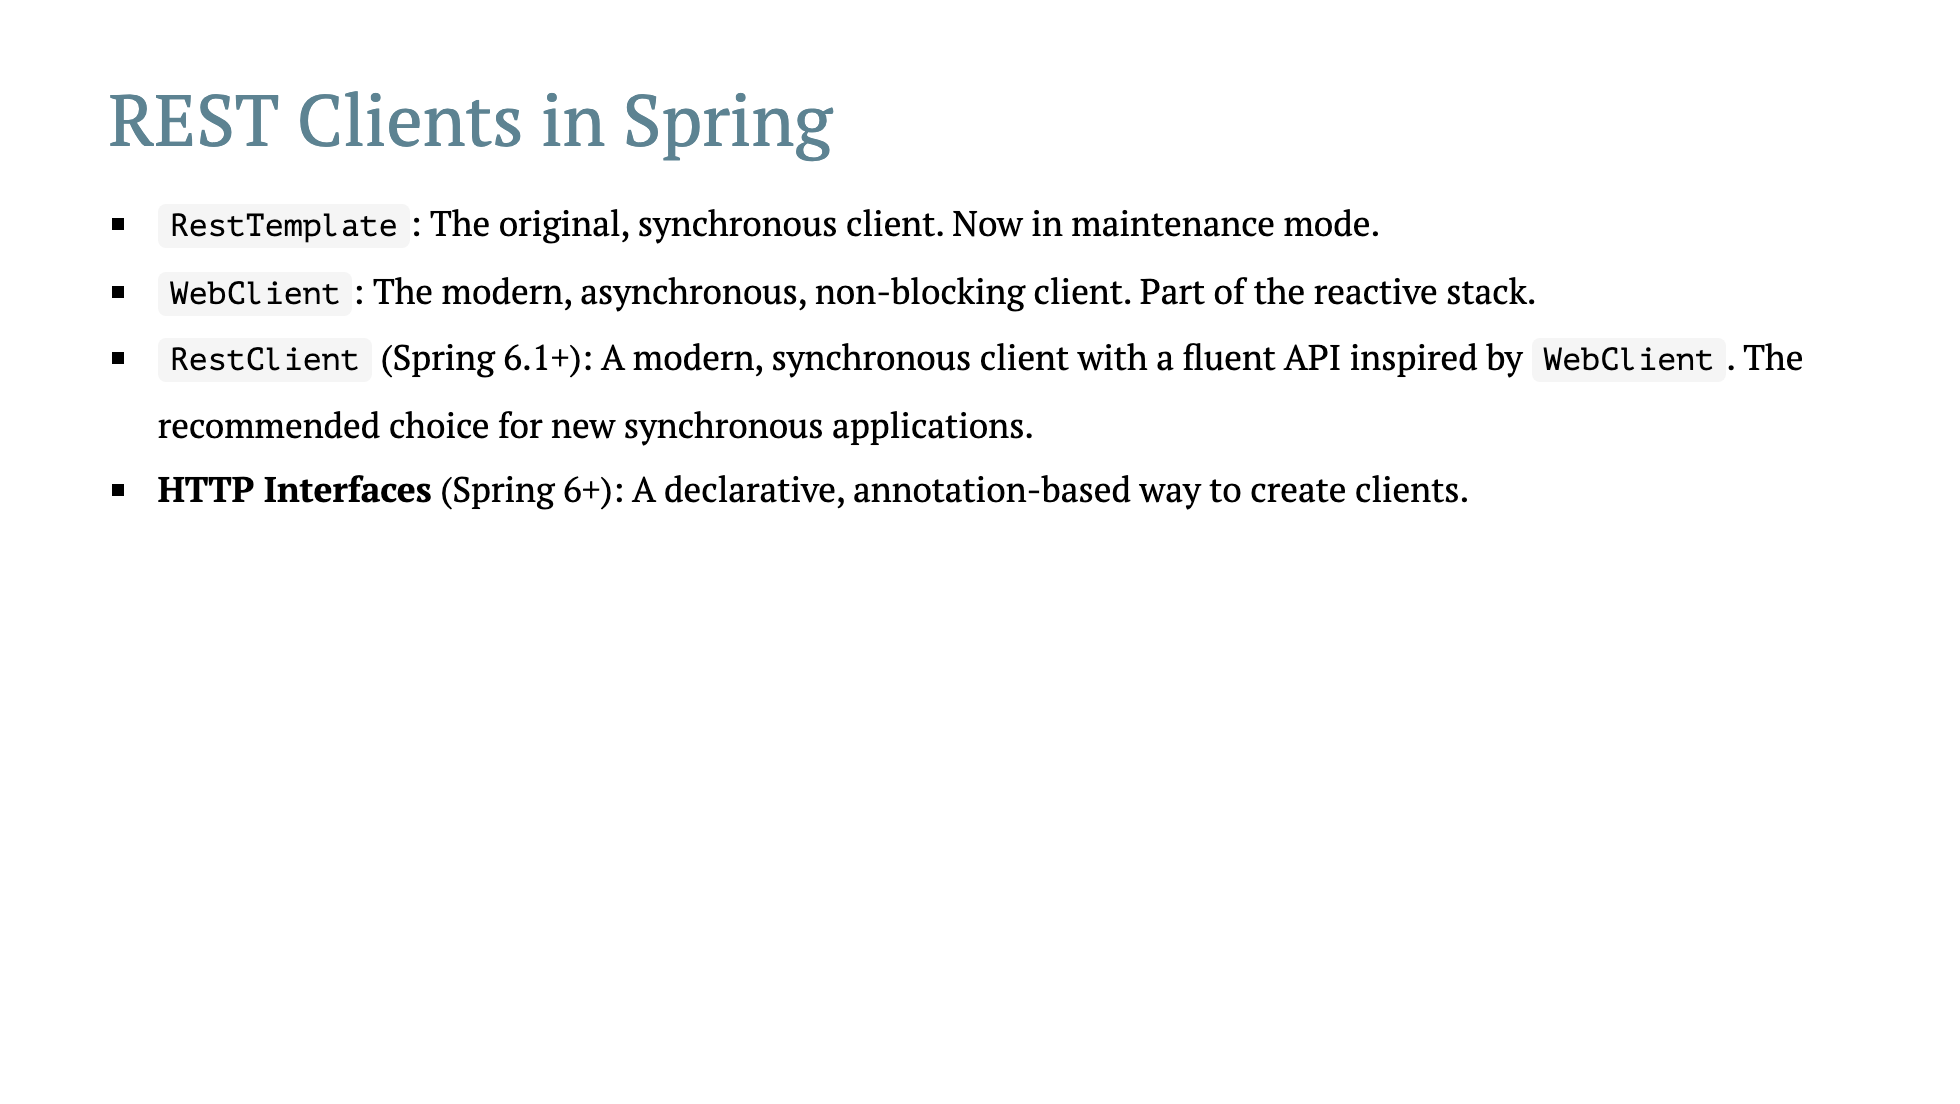 REST Clients in Spring
▪ RestTemplate: The original, synchronous client. Now in maintenance mode.
▪ WebClient: The modern, asynchronous, non-blocking client. Part of the reactive stack.
▪ RestClient (Spring 6.1+): A modern, synchronous client with a fluent API inspired by WebClient. The
recommended choice for new synchronous applications.
▪ HTTP Interfaces (Spring 6+): A declarative, annotation-based way to create clients.